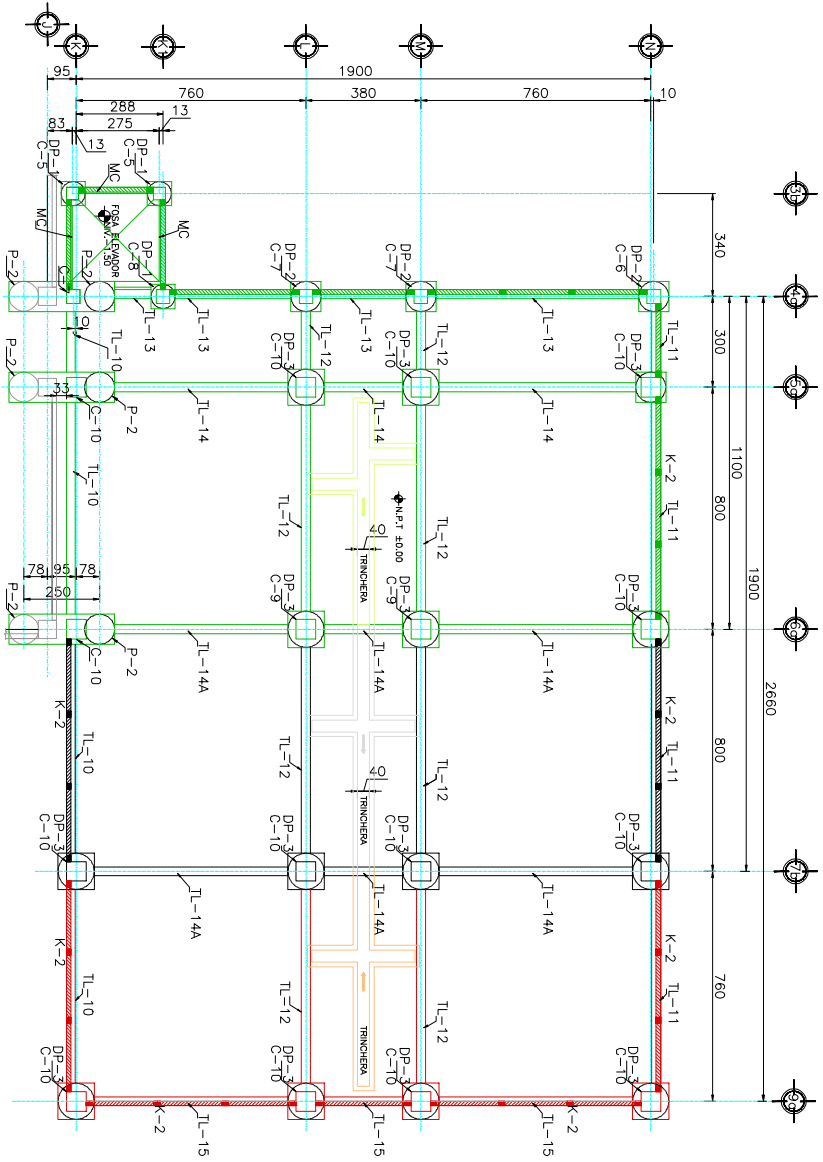 J
K
K'
L
M
N
95
1900
760
380
760
10
288
83
275
13
13
DP-1
C-5
DP-1
C-5
MC
MC
MC
FOSA ELEVADOR
NIV.-1.50
DP-1
C-8
DP-2
C-7
DP-2
C-7
DP-2
C-6
3b
340
4a
P-2
P-2
10
TL-13
TL-13
TL-13
TL-13
TL-10
TL-12
TL-12
TL-11
300
DP-3
C-10
DP-3
C-10
DP-3
C-10
5a
P-2
33
C-10
P-2
TL-14
TL-14
TL-14
1100
K-2
TL-10
TL-12
TL-12
TL-11
N.P.T ±0.00
40
TRINCHERA
800
1900
78
95
78
250
DP-3
C-9
DP-3
C-9
DP-3
C-10
6a
P-2
C-10
P-2
TL-14A
TL-14A
TL-14A
2660
K-2
TL-10
TL-12
TL-12
K-2
TL-11
40
TRINCHERA
800
DP-3
C-10
DP-3
C-10
DP-3
C-10
DP-3
C-10
7b
TL-14A
TL-14A
TL-14A
K-2
TL-10
TL-12
TL-12
K-2
TL-11
TRINCHERA
760
DP-3
C-10
DP-3
C-10
DP-3
C-10
DP-3
C-10
9a
K-2
TL-15
TL-15
TL-15
K-2